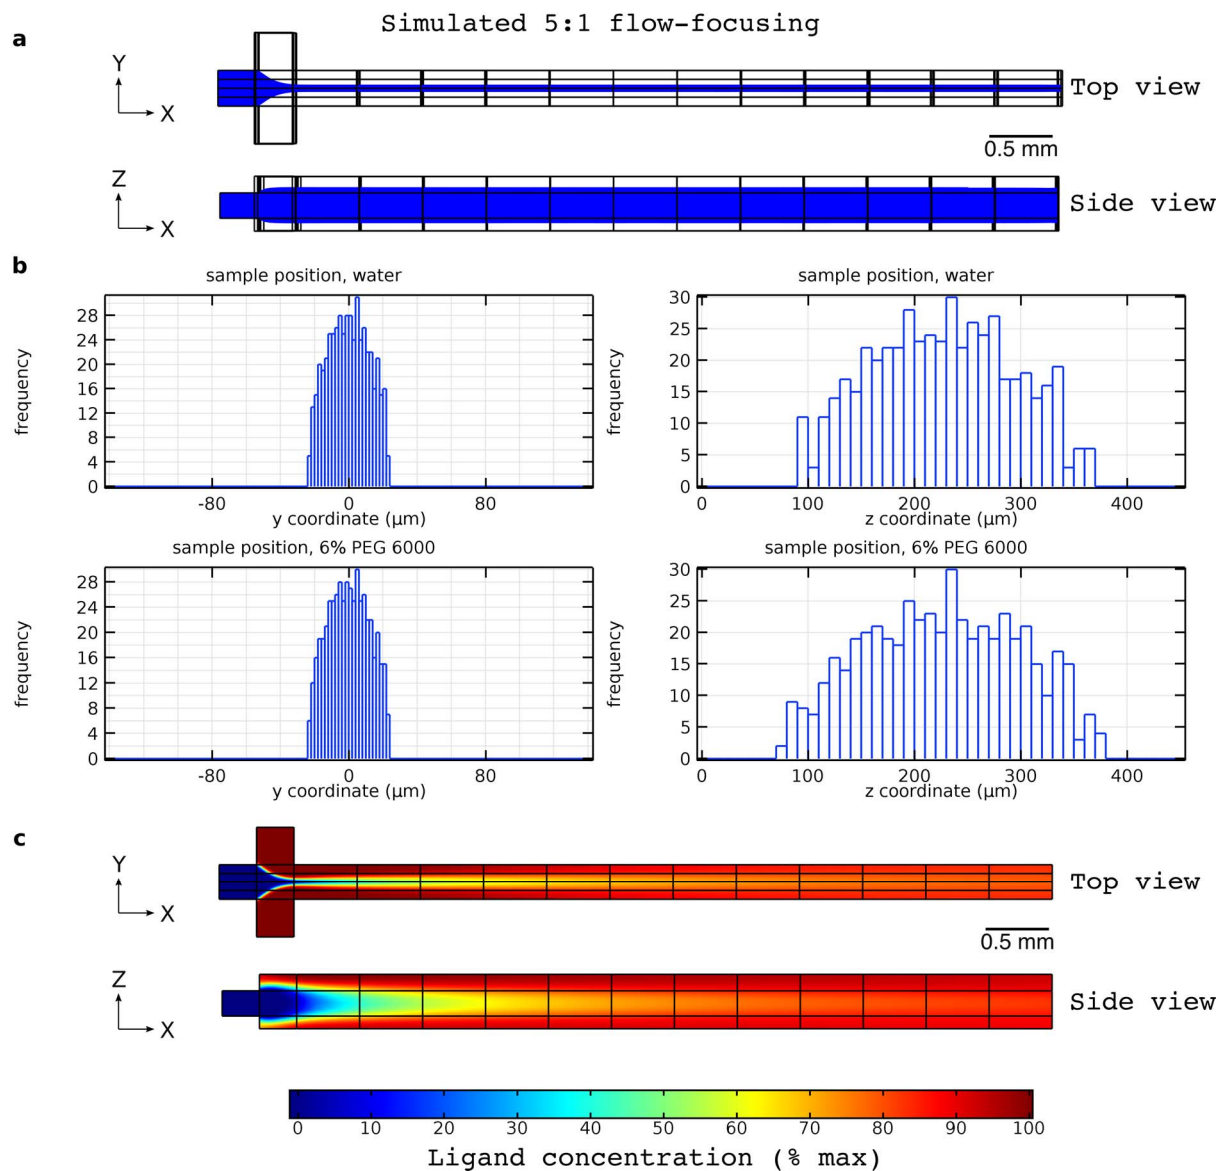 Simulated 5:1 flow-focusing
a
Y
X
Top view
0.5 mm
Z
X
Side view
b
sample position, water
frequency
28
24
20
16
12
8
4
0
-80 0 80
y coordinate (µm)
sample position, water
frequency
30
25
20
15
10
5
0
0 100 200 300 400
z coordinate (µm)
sample position, 6% PEG 6000
frequency
28
24
20
16
12
8
4
0
-80 0 80
y coordinate (µm)
sample position, 6% PEG 6000
frequency
30
25
20
15
10
5
0
0 100 200 300 400
z coordinate (µm)
c
Y
X
Top view
0.5 mm
Z
X
Side view
0 10 20 30 40 50 60 70 80 90 100
Ligand concentration (% max)